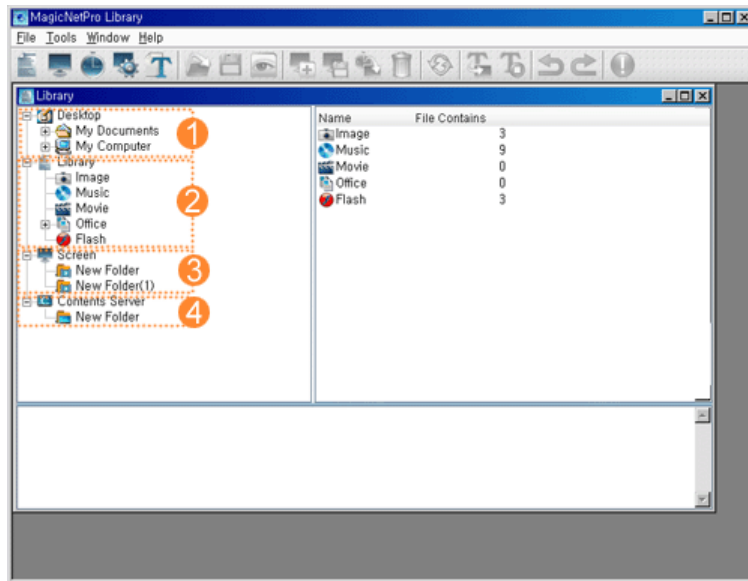 MagicNetPro Library
File Tools Window Help
Library
Desktop
My Documents
My Computer
1
Library
Image
Music
Movie
Office
Flash
2
Screen
New Folder
New Folder(1)
3
Contents Server
New Folder
4
Name File Contains
Image 3
Music 9
Movie 0
Office 0
Flash 3